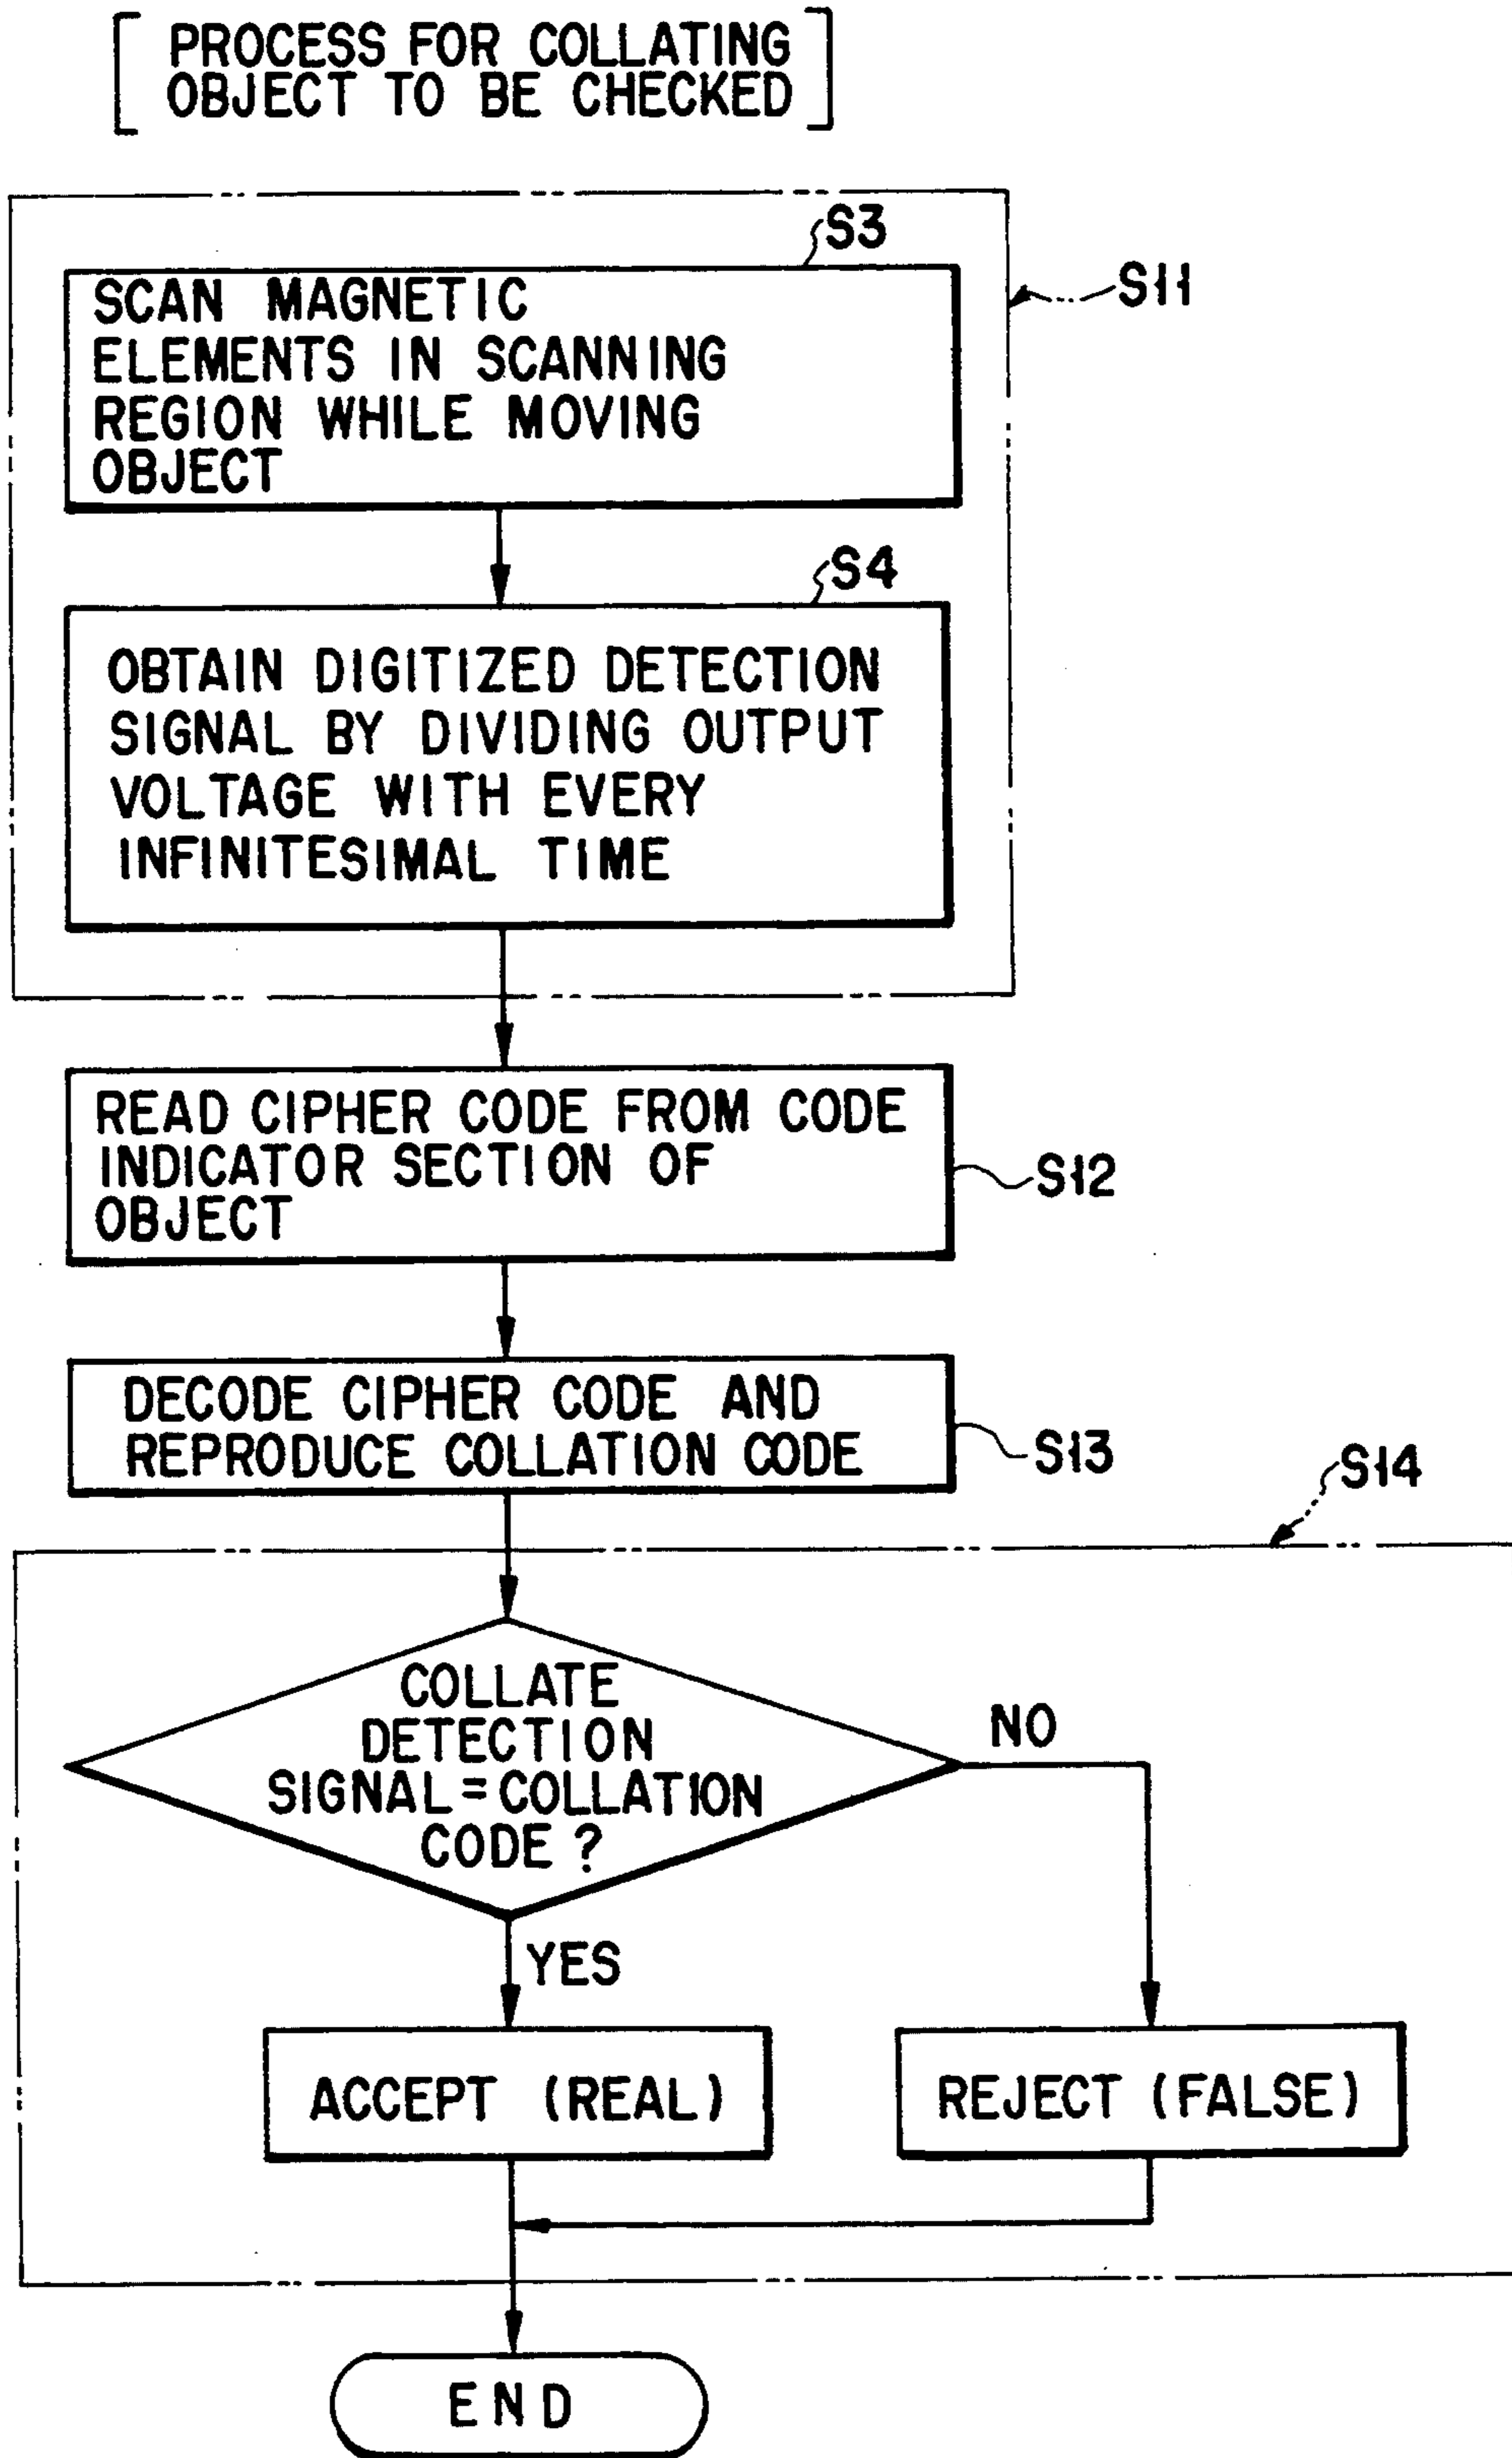 PROCESS FOR COLLATING
OBJECT TO BE CHECKED
S3
S11
SCAN MAGNETIC
ELEMENTS IN SCANNING
REGION WHILE MOVING
OBJECT
S4
OBTAIN DIGITIZED DETECTION
SIGNAL BY DIVIDING OUTPUT
VOLTAGE WITH EVERY
INFINITESIMAL TIME
READ CIPHER CODE FROM CODE
INDICATOR SECTION OF
OBJECT
S12
DECODE CIPHER CODE AND
REPRODUCE COLLATION CODE
S13
S14
COLLATE
DETECTION
SIGNAL=COLLATION
CODE?
NO
YES
ACCEPT (REAL)
REJECT (FALSE)
END